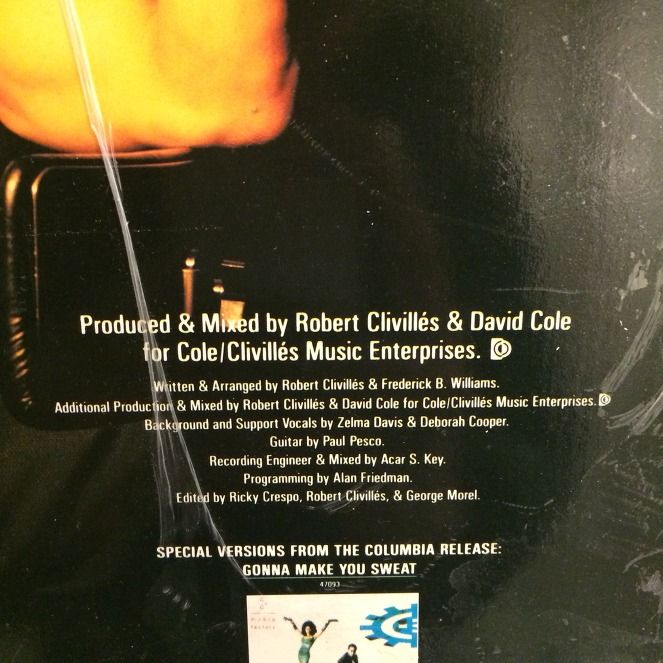 Produced & Mixed by Robert Clivillés & David Cole
for Cole/Clivillés Music Enterprises.
Written & Arranged by Robert Clivillés & Frederick B. Williams.
Additional Production & Mixed by Robert Clivillés & David Cole for Cole/Clivillés Music Enterprises.
Background and Support Vocals by Zelma Davis & Deborah Cooper.
Guitar by Paul Pesco.
Recording Engineer & Mixed by Acar S. Key.
Programming by Alan Friedman.
Edited by Ricky Crespo, Robert Clivillés, & George Morel.
SPECIAL VERSIONS FROM THE COLUMBIA RELEASE:
GONNA MAKE YOU SWEAT
47093